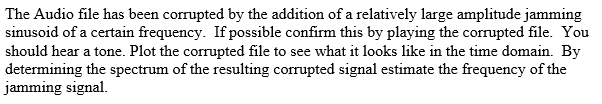 The Audio file has been corrupted by the addition of a relatively large amplitude jamming
sinusoid of a certain frequency.  If possible confirm this by playing the corrupted file.  You
should hear a tone. Plot the corrupted file to see what it looks like in the time domain.  By
determining the spectrum of the resulting corrupted signal estimate the frequency of the
jamming signal.